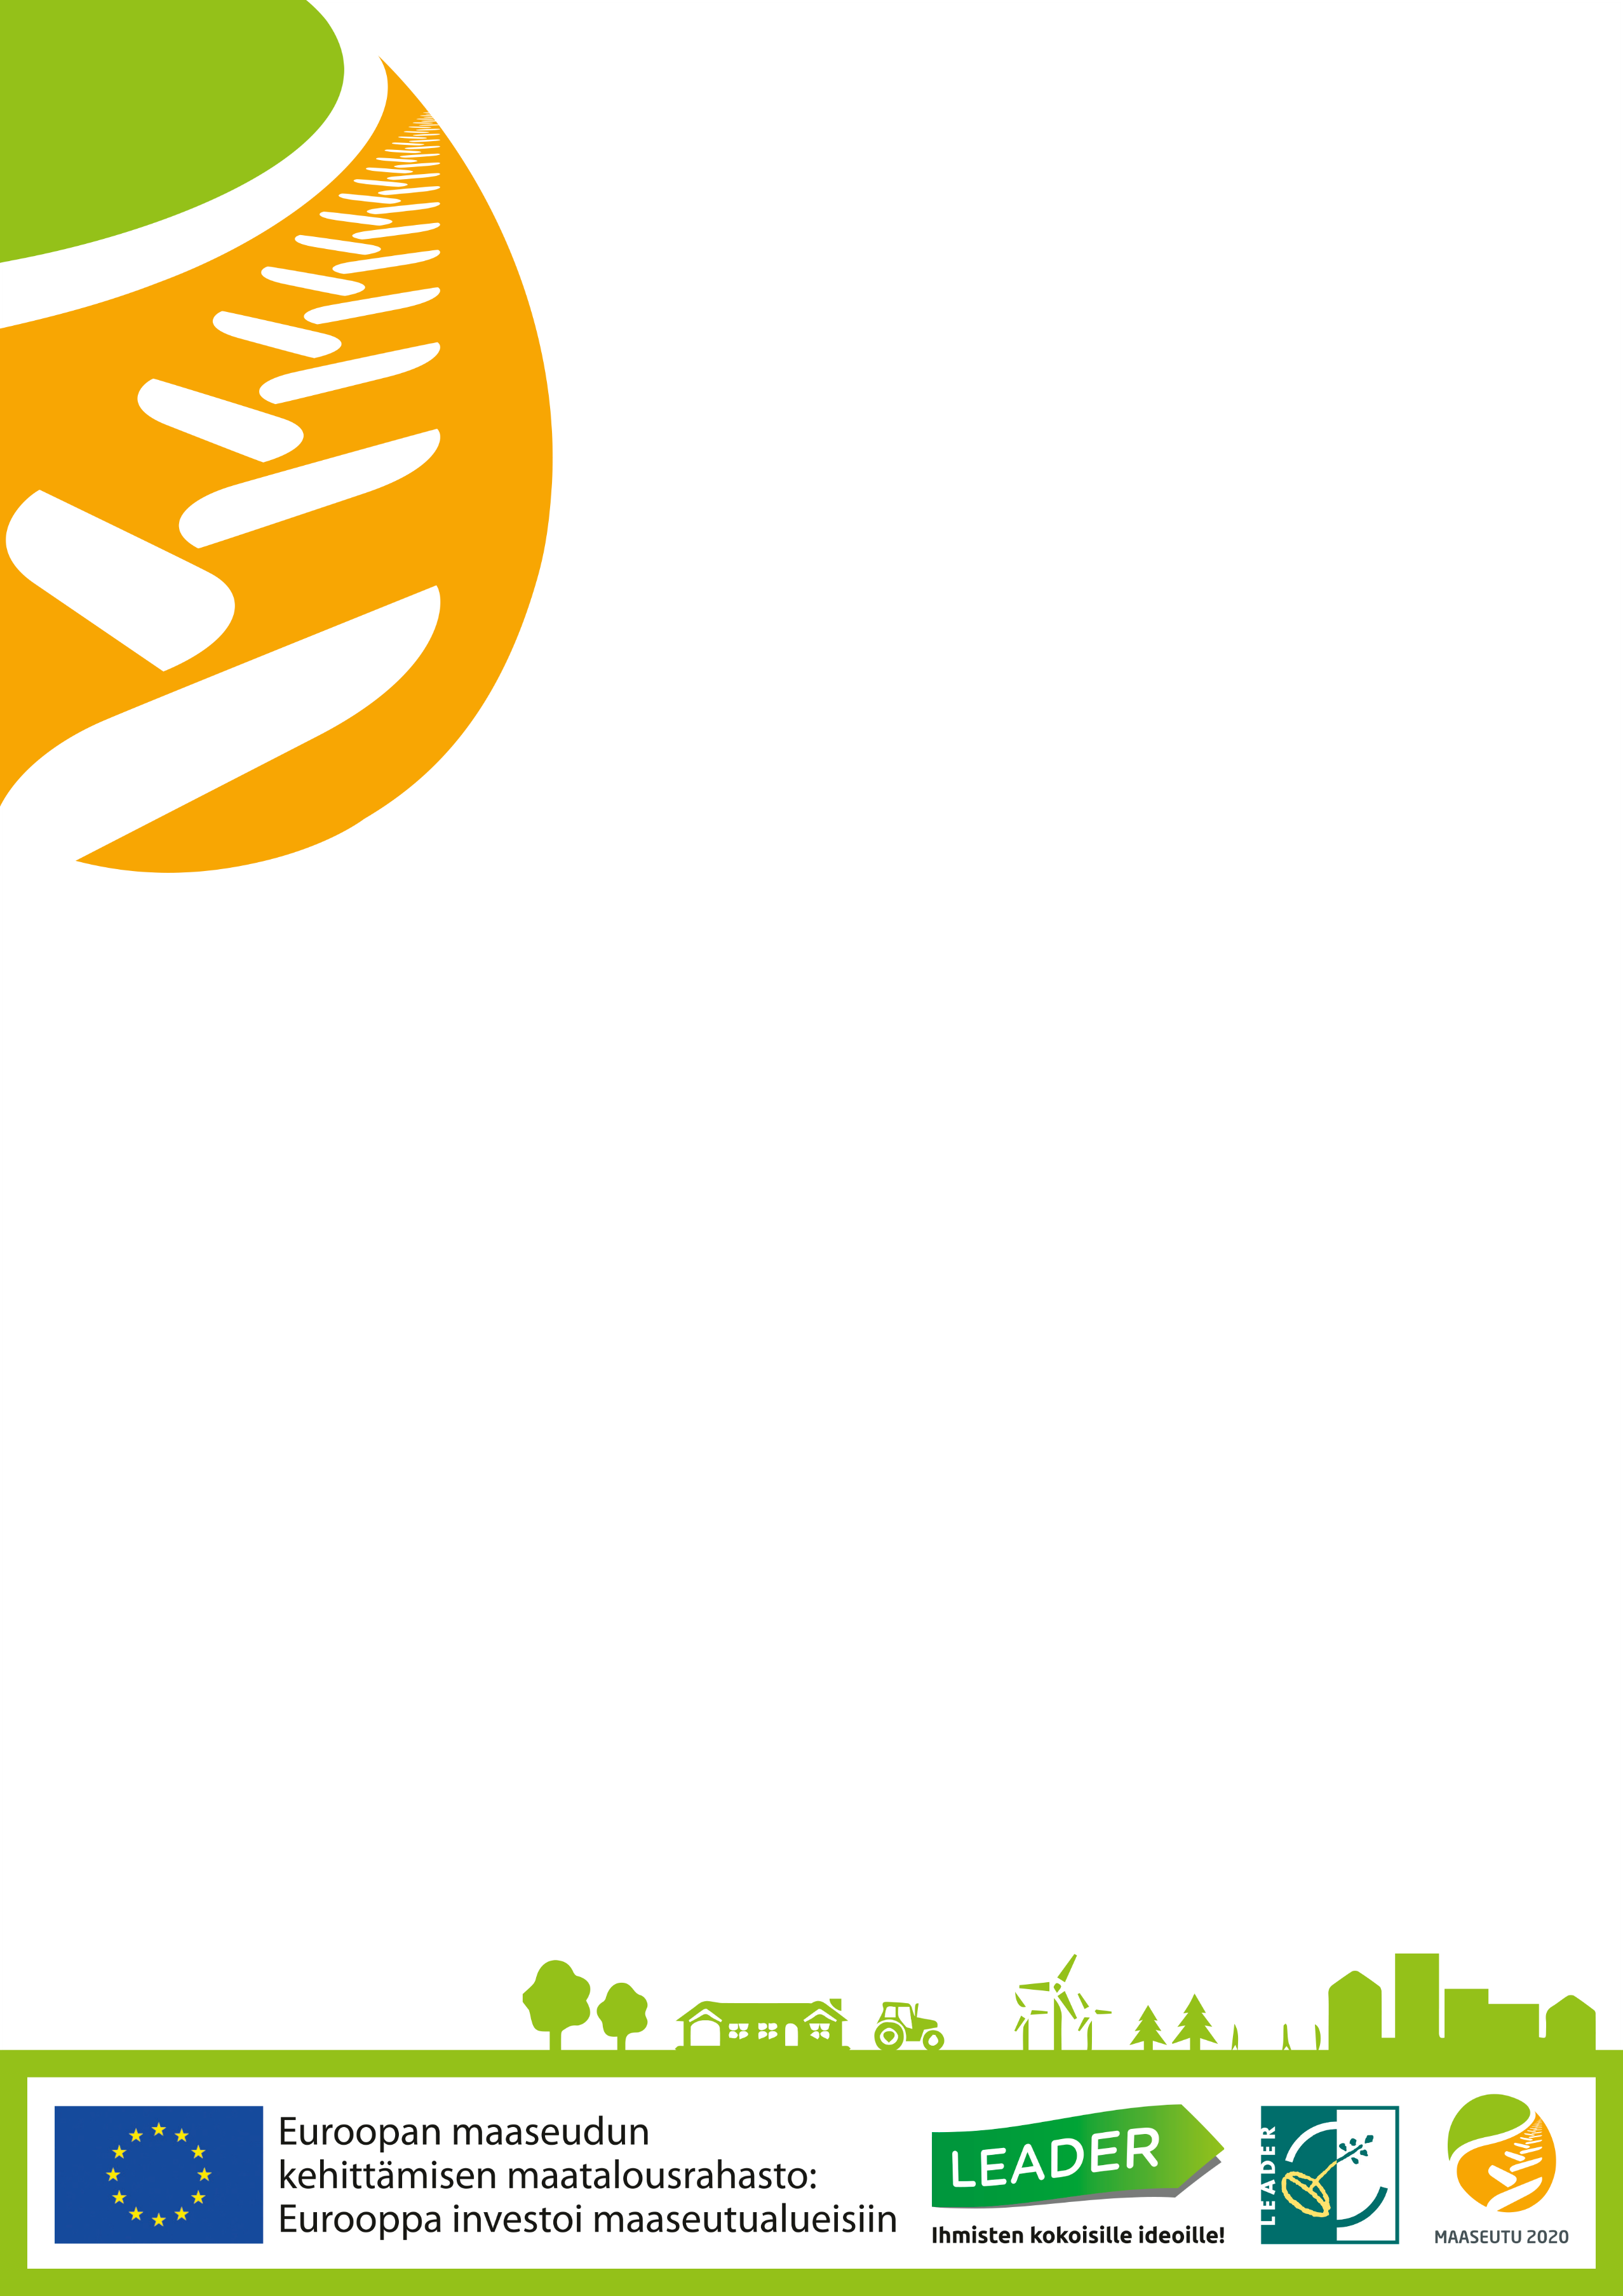 Euroopan maaseudun
kehittämisen maatalousrahasto:
Eurooppa investoi maaseutualueisiin
LEADER
Ihmisten kokoisille ideoille!
LEADER
MAASEUTU 2020